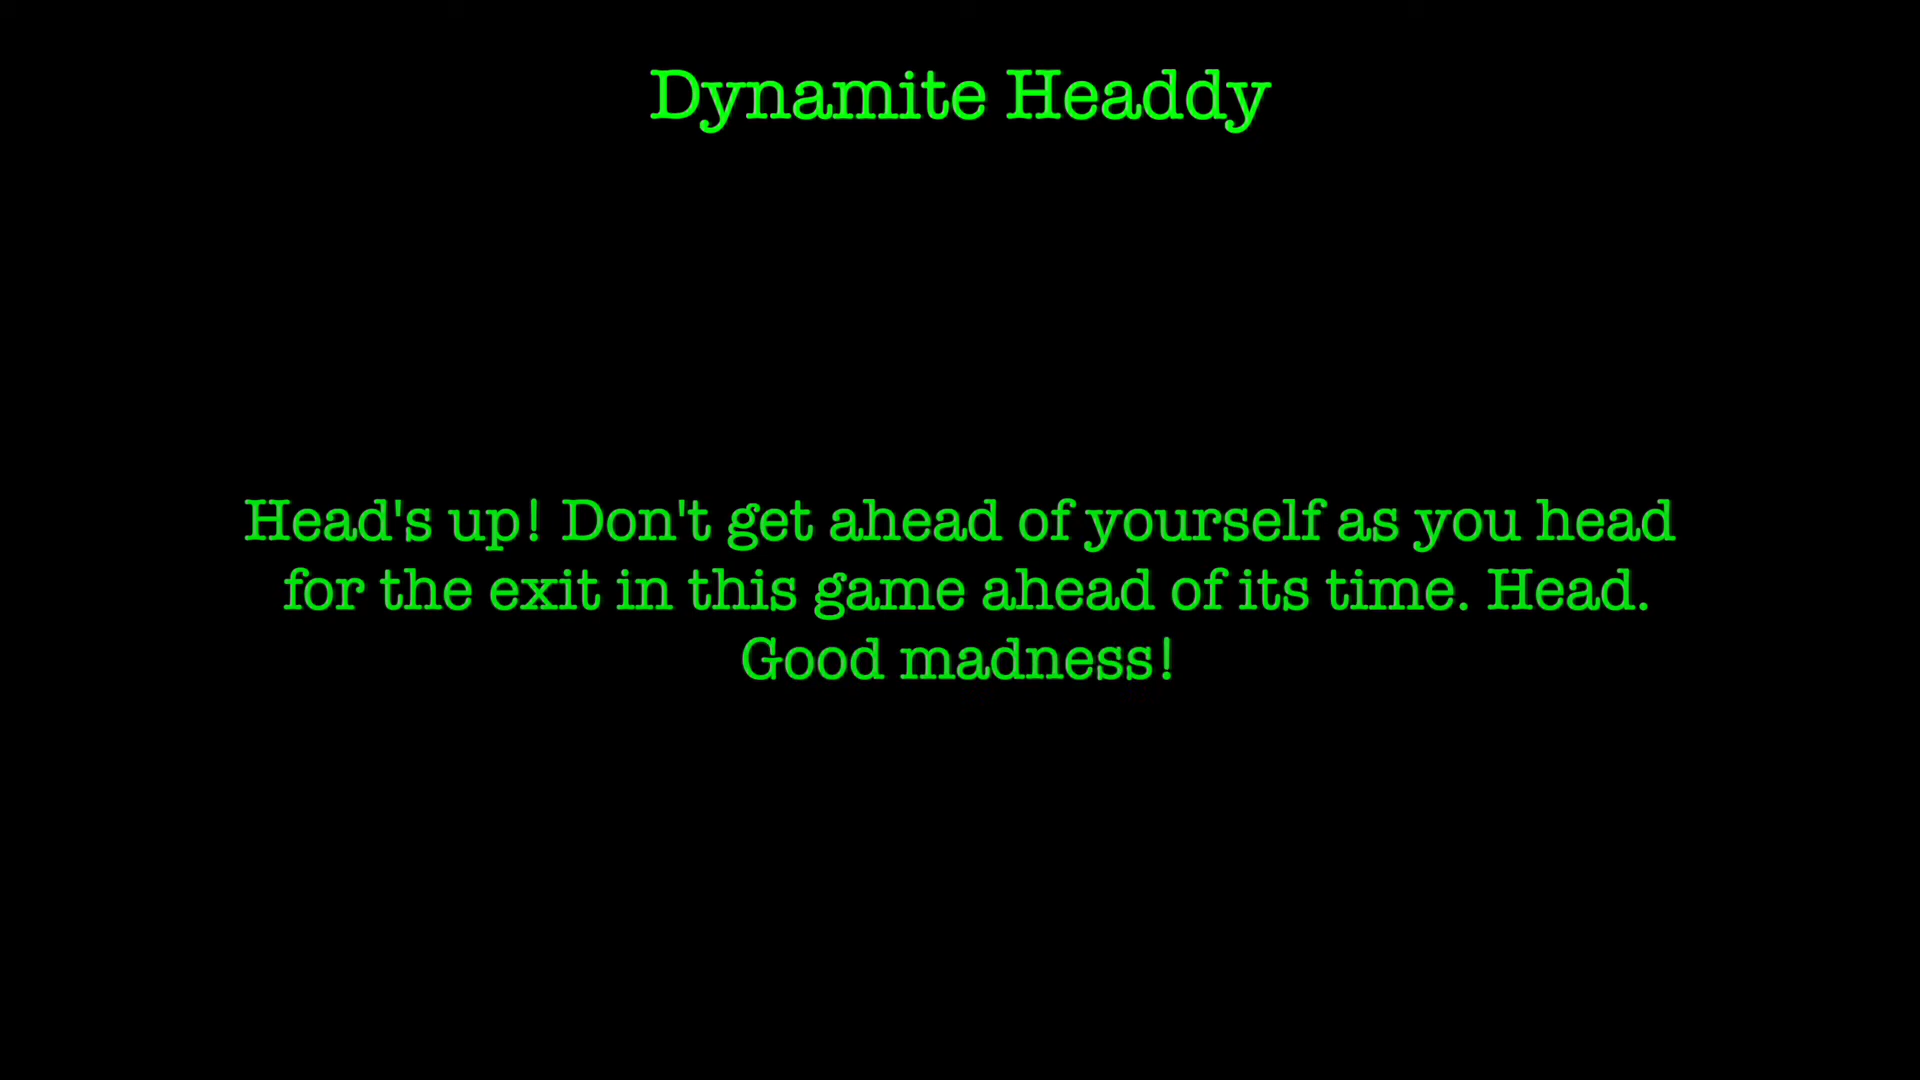 Dynamite Headdy
Head's up! Don't get ahead of yourself as you head
for the exit in this game ahead of its time. Head.
Good madness!